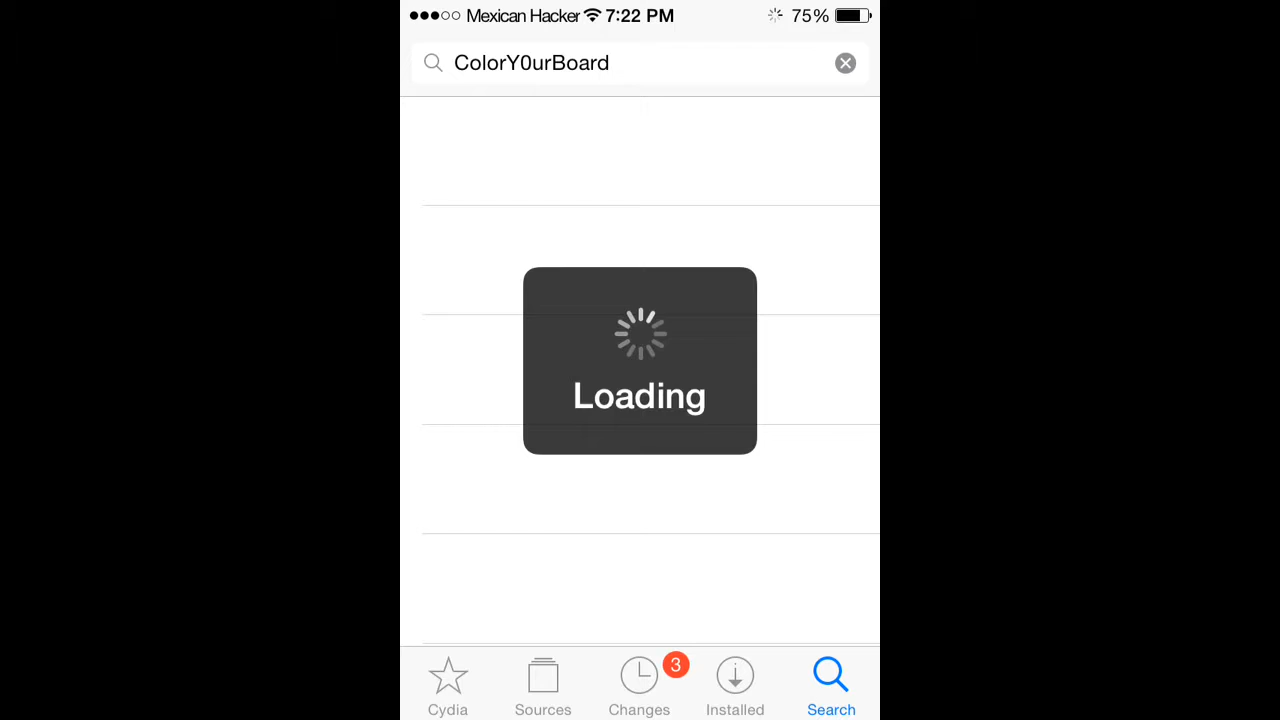 Mexican Hacker 7:22 PM 75%
ColorY0urBoard
Loading
3
Cydia Sources Changes Installed Search